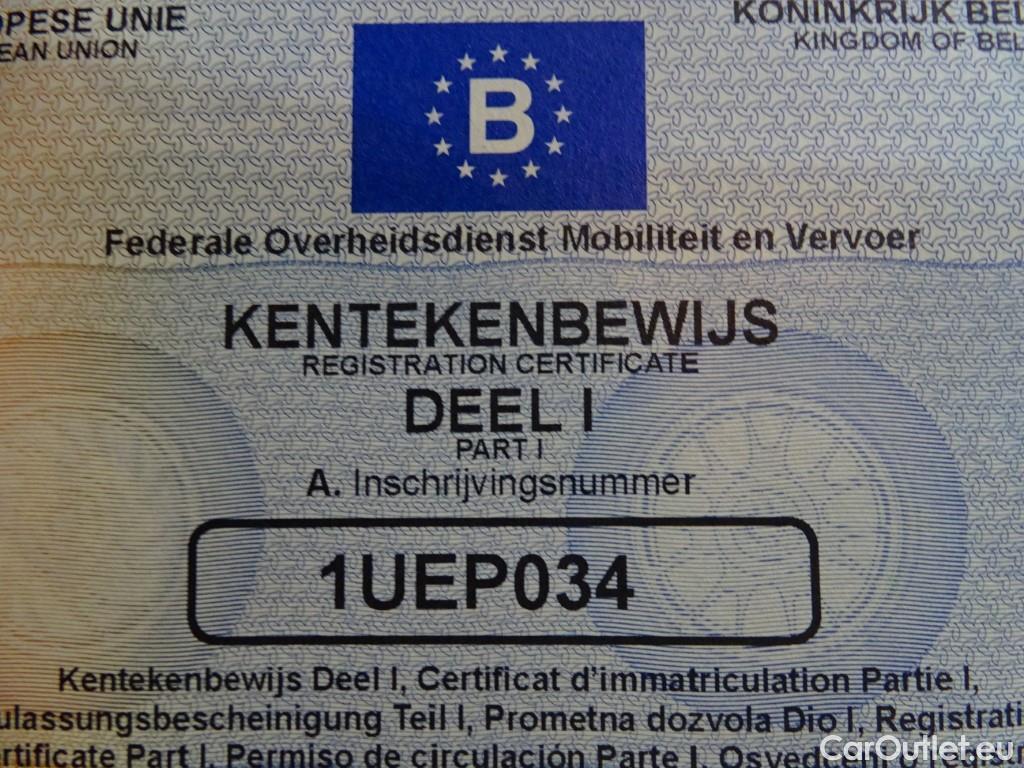 OPESE UNIE
EAN UNION
KONINKRIJK BEL
KINGDOM OF BEL
B
Federale Overheidsdienst Mobiliteit en Vervoer
KENTEKENBEWIJS
REGISTRATION CERTIFICATE
DEEL I
PART I
A. Inschrijvingsnummer
1UEP034
Kentekenbewijs Deel I, Certificat d'immatriculation Partie I,
ulassungsbescheinigung Teil I, Prometna dozvola Dio I, Registrati
rtificate Part I, Permiso de circulación Parte I,
CarOutlet.eu